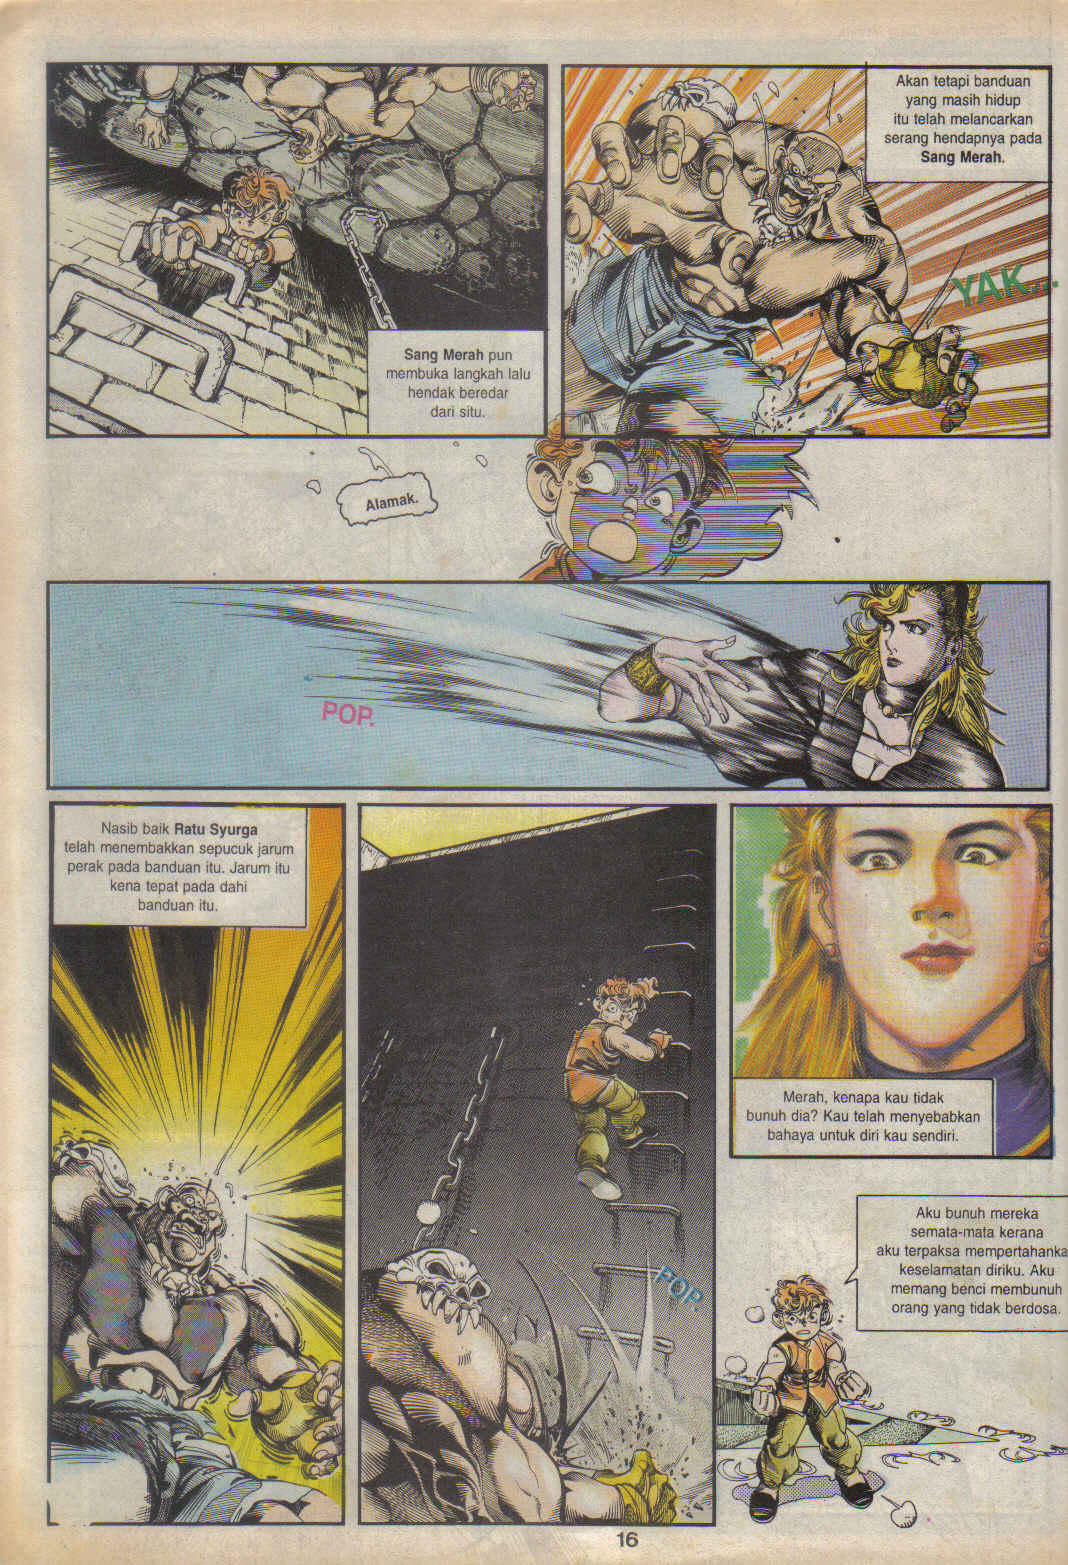 Sang Merah pun
membuka langkah lalu
hendak beredar
dari situ.
Akan tetapi banduan
yang masih hidup
itu telah melancarkan
serang hendapnya pada
Sang Merah.
YAK...
Alamak.
POP.
Nasib baik Ratu Syurga
telah menembakkan sepucuk jarum
perak pada banduan itu. Jarum itu
kena tepat pada dahi
banduan itu.
POP.
Merah, kenapa kau tidak
bunuh dia? Kau telah menyebabkan
bahaya untuk diri kau sendiri.
Aku bunuh mereka
semata-mata kerana
aku terpaksa mempertahanka
keselamatan diriku. Aku
memang benci membunuh
orang yang tidak berdosa.
16